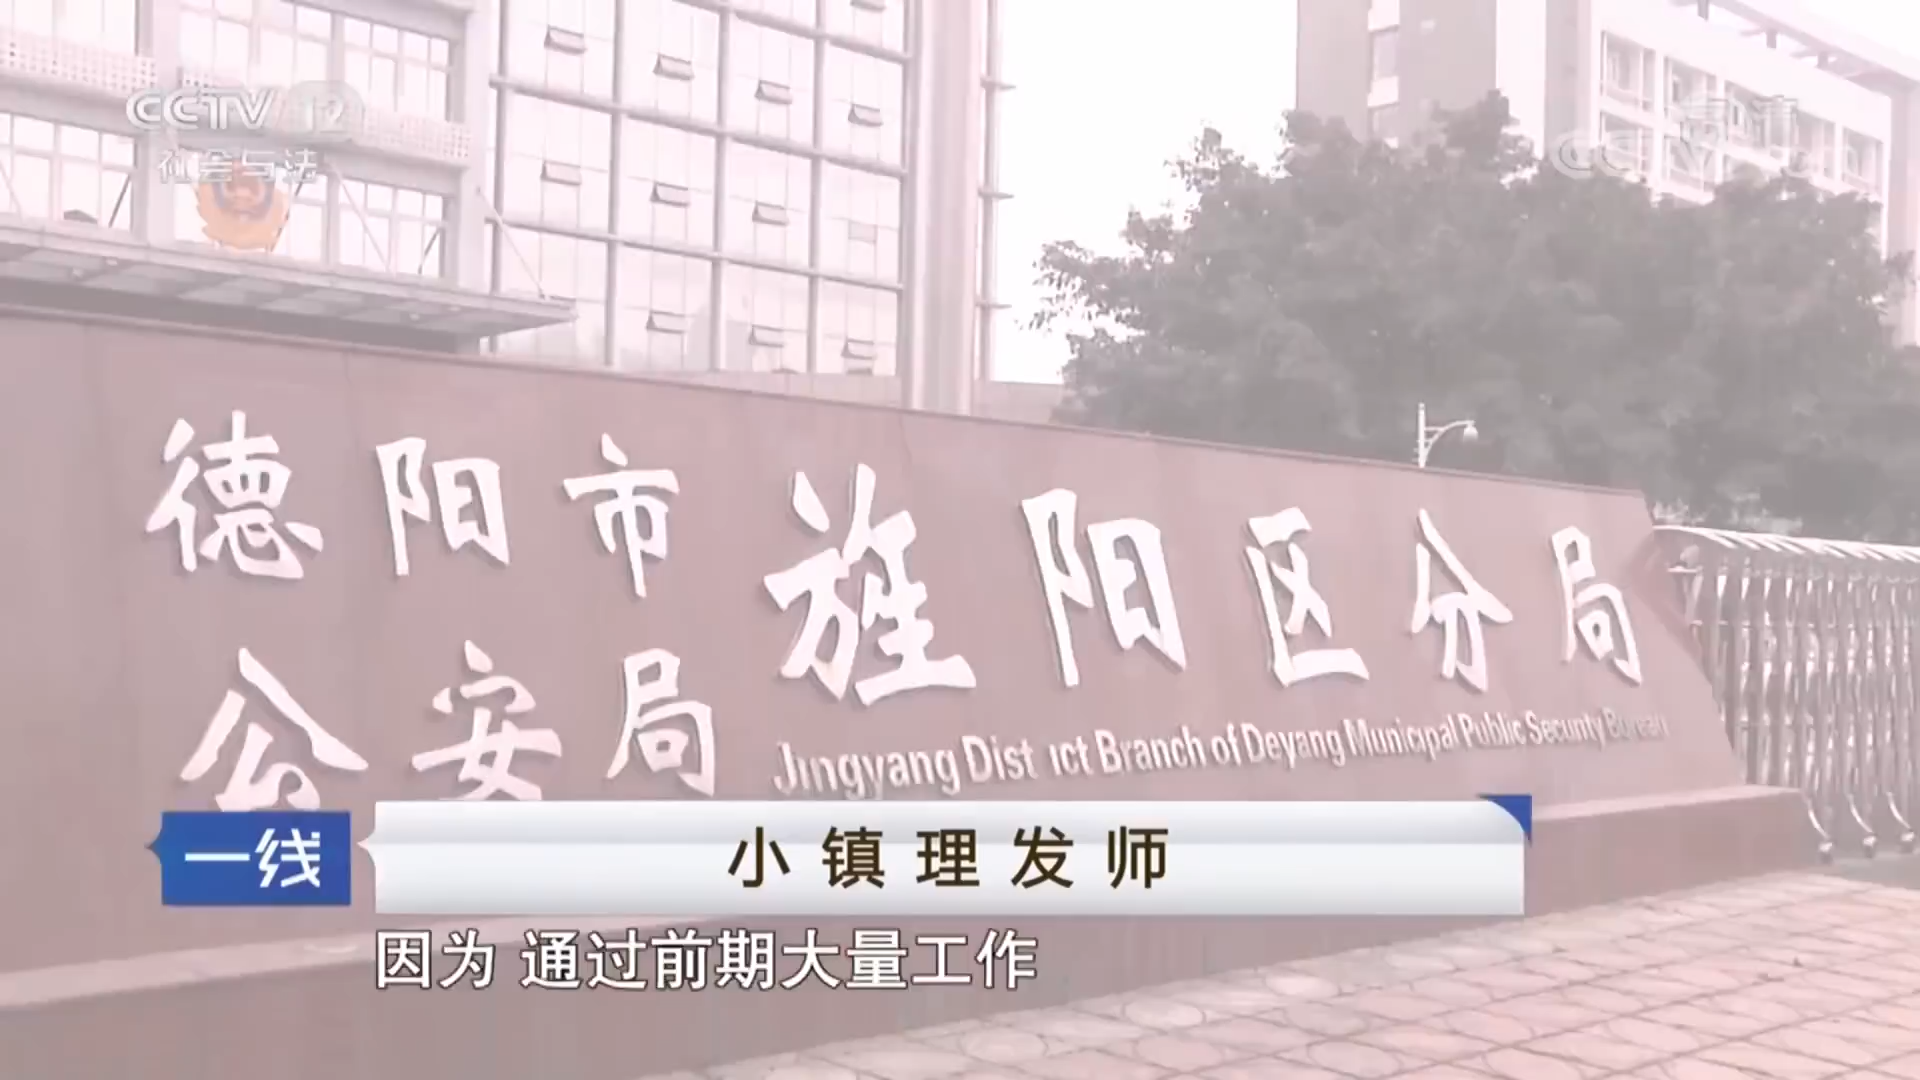 CCTV 12
社会与法
CCTV
德阳市
公安局
旌阳区分局
Jingyang Dist ict Branch of Deyang Municipal Public Security Bureau
一线
小镇理发师
因为 通过前期大量工作